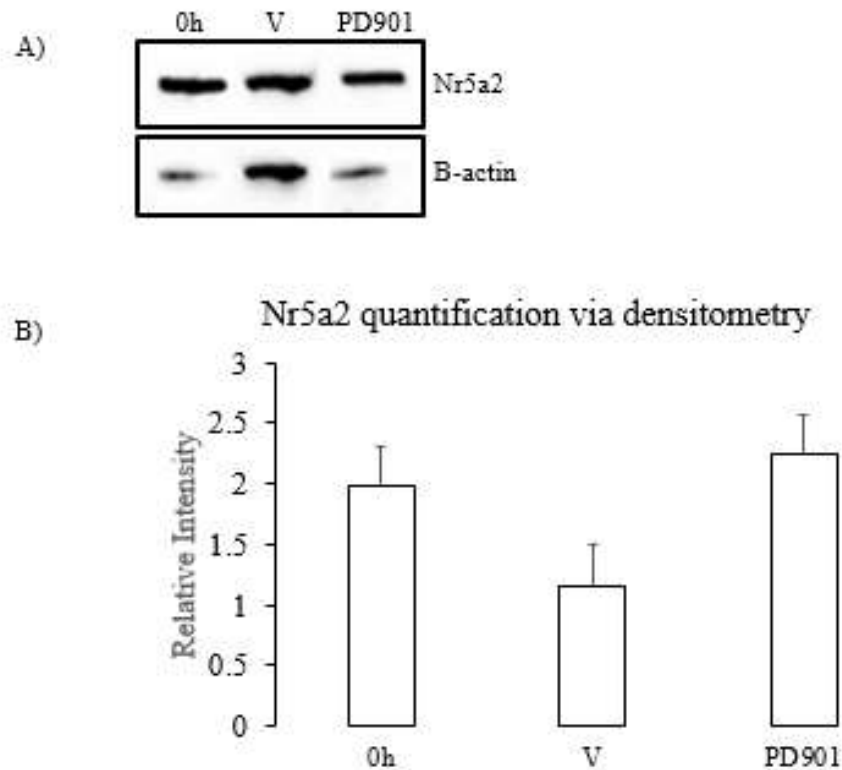 A)
0h V PD901
Nr5a2
B-actin
B)
Nr5a2 quantification via densitometry
Relative Intensity
3
2.5
2
1.5
1
0.5
0
0h V PD901